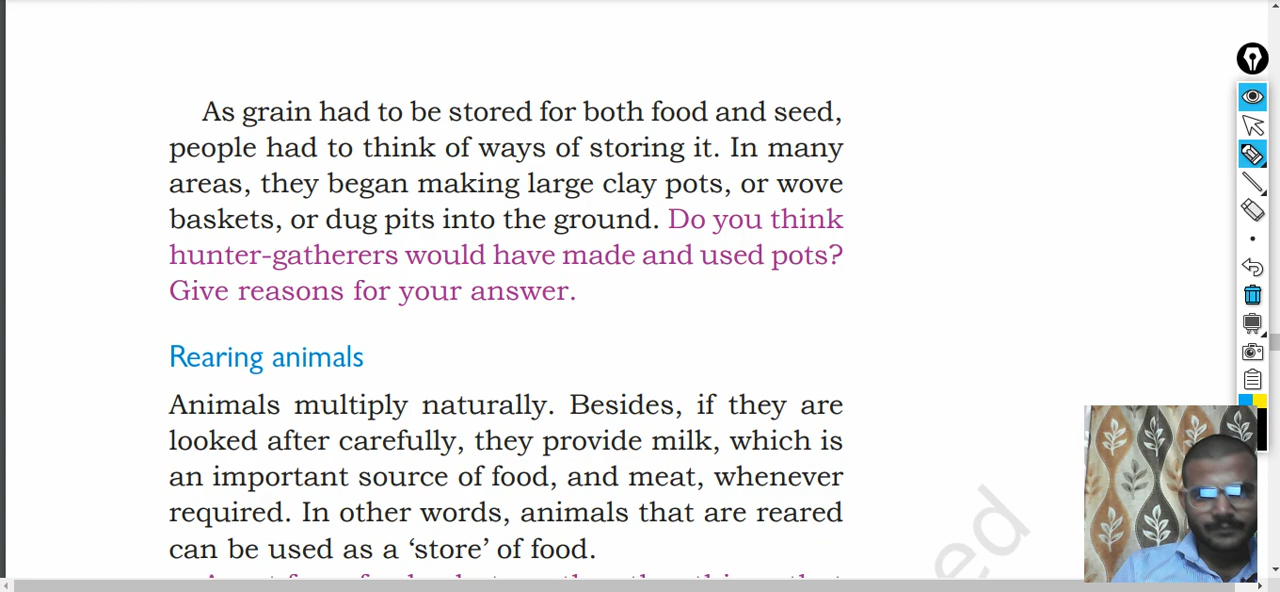 As grain had to be stored for both food and seed,
people had to think of ways of storing it. In many
areas, they began making large clay pots, or wove
baskets, or dug pits into the ground. Do you think
hunter-gatherers would have made and used pots?
Give reasons for your answer.
Rearing animals
Animals multiply naturally. Besides, if they are
looked after carefully, they provide milk, which is
an important source of food, and meat, whenever
required. In other words, animals that are reared
can be used as a ‘store’ of food.
ed